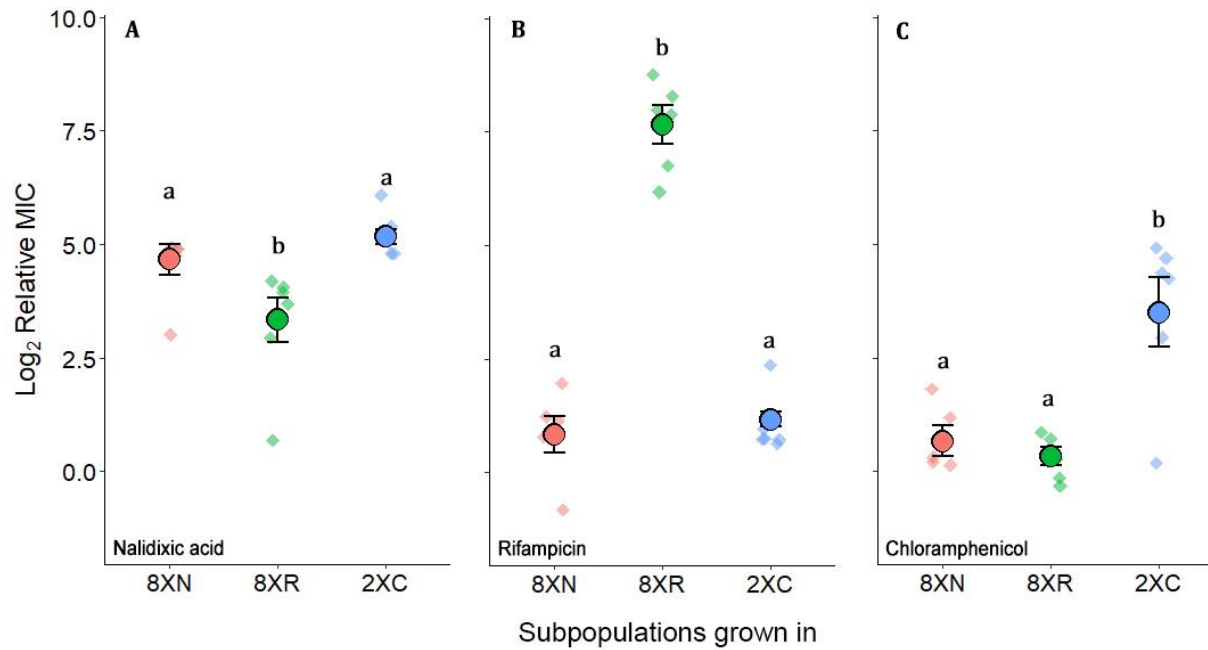 A
B
C
10.0
7.5
5.0
2.5
0.0
Log₂ Relative MIC
a
b
a
a
b
a
a
a
b
Nalidixic acid
Rifampicin
Chloramphenicol
8XN 8XR 2XC
8XN 8XR 2XC
8XN 8XR 2XC
Subpopulations grown in